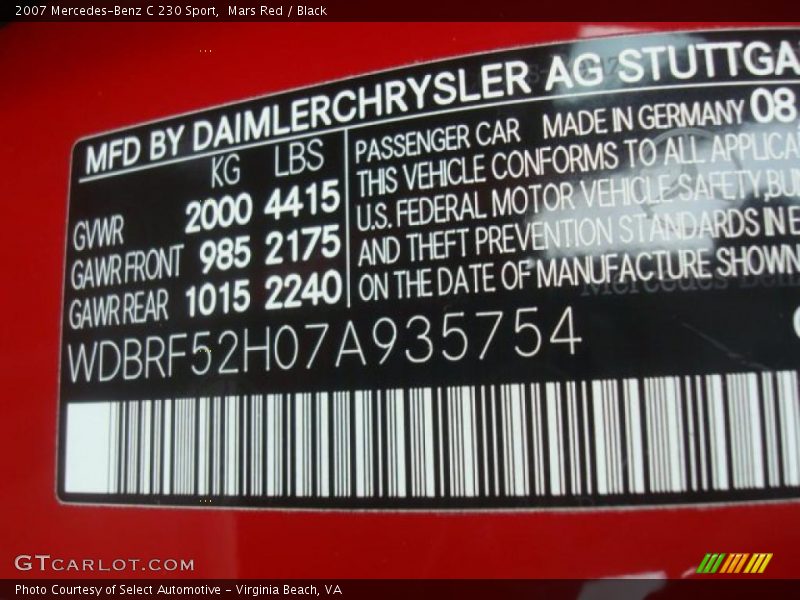 2007 Mercedes-Benz C 230 Sport, Mars Red / Black
MFD BY DAIMLERCHRYSLER AG
KG LBS
GVWR 2000 4415
GAWR FRONT 985 2175
GAWR REAR 1015 2240
PASSENGER CAR MADE IN GERMANY 08
THIS VEHICLE CONFORMS TO ALL
U.S. FEDERAL MOTOR VEHICLE SAFETY,
AND THEFT PREVENTION STANDARDS IN
ON THE DATE OF MANUFACTURE SHOWN
WDBRF52H07A935754
GTCARLOT.COM
Photo Courtesy of Select Automotive - Virginia Beach, VA